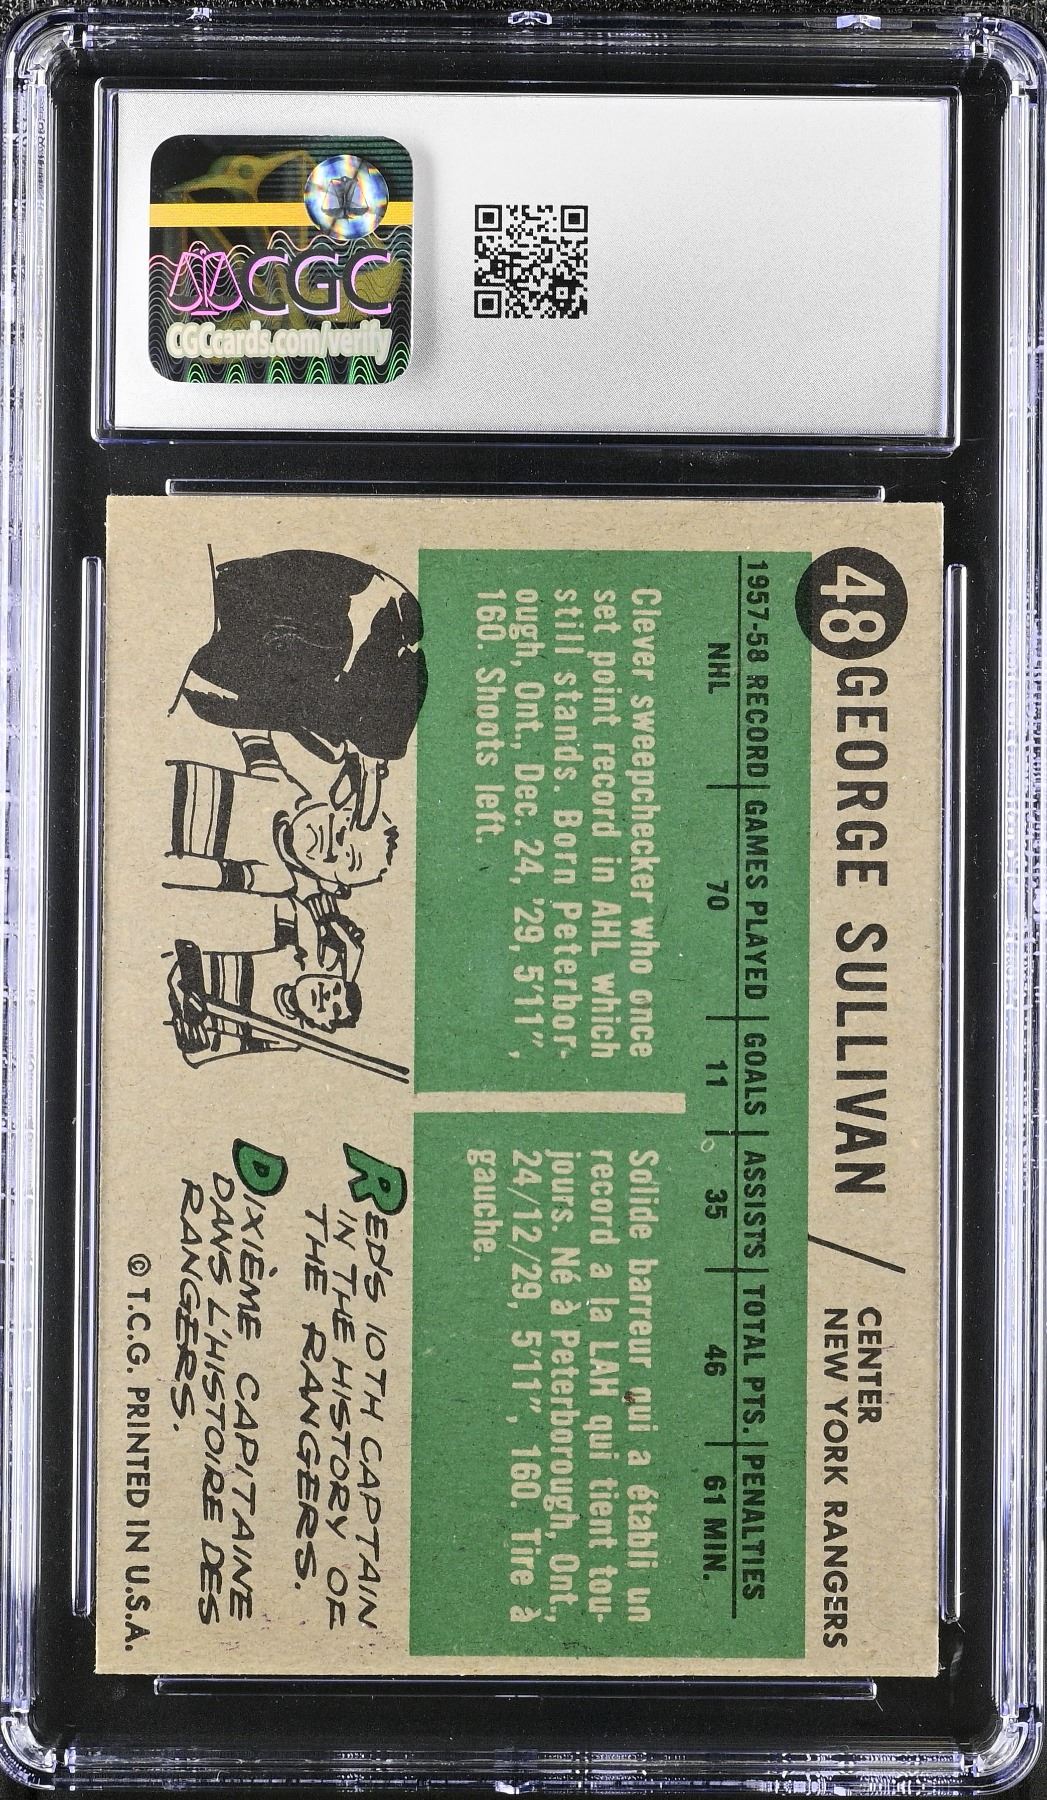 CGC
CGCcards.com/verify
48 GEORGE SULLIVAN / CENTER
NEW YORK RANGERS
1957-58 RECORD GAMES PLAYED GOALS ASSISTS TOTAL PTS. PENALTIES
NHL 70 11 35 46 61 MIN.
Clever sweepchecker who once
set point record in AHL which
still stands. Born Peterbor-
ough, Ont., Dec. 24, '29, 5'11",
160. Shoots left.
Solide barreur qui a établi un
record a la LAH qui tient tou-
jours. Né à Peterborough, Ont.,
24/12/29, 5'11", 160. Tire à
gauche.
RED'S 10TH CAPTAIN
IN THE HISTORY OF
THE RANGERS.
DIXIÈME CAPITAINE
DANS L'HISTOIRE DES
RANGERS.
© T.C.G. PRINTED IN U.S.A.